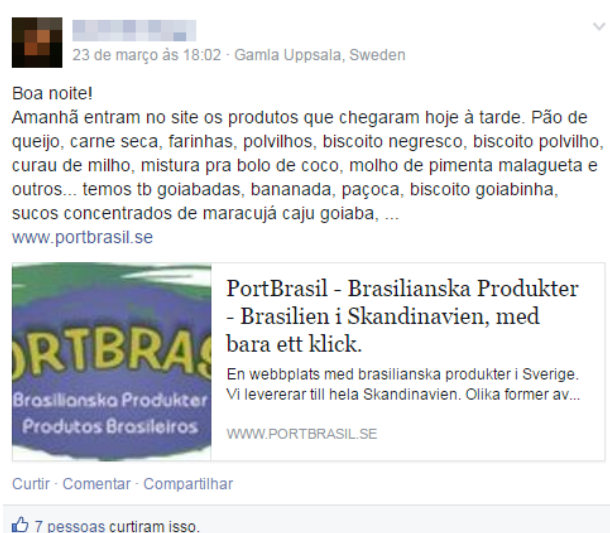 23 de março às 18:02 · Gamla Uppsala, Sweden
Boa noite!
Amanhã entram no site os produtos que chegaram hoje à tarde. Pão de
queijo, carne seca, farinhas, polvilhos, biscoito negresco, biscoito polvilho,
curau de milho, mistura pra bolo de coco, molho de pimenta malagueta e
outros... temos tb goiabadas, bananada, paçoca, biscoito goiabinha,
sucos concentrados de maracujá caju goiaba, ...
www.portbrasil.se
ORTBRAS
Brasilianska Produkter
Produtos Brasileiros
PortBrasil - Brasilianska Produkter
- Brasilien i Skandinavien, med
bara ett klick.
En webbplats med brasilianska produkter i Sverige.
Vi levererar till hela Skandinavien. Olika former av...
WWW.PORTBRASIL.SE
Curtir · Comentar · Compartilhar
7 pessoas curtiram isso.